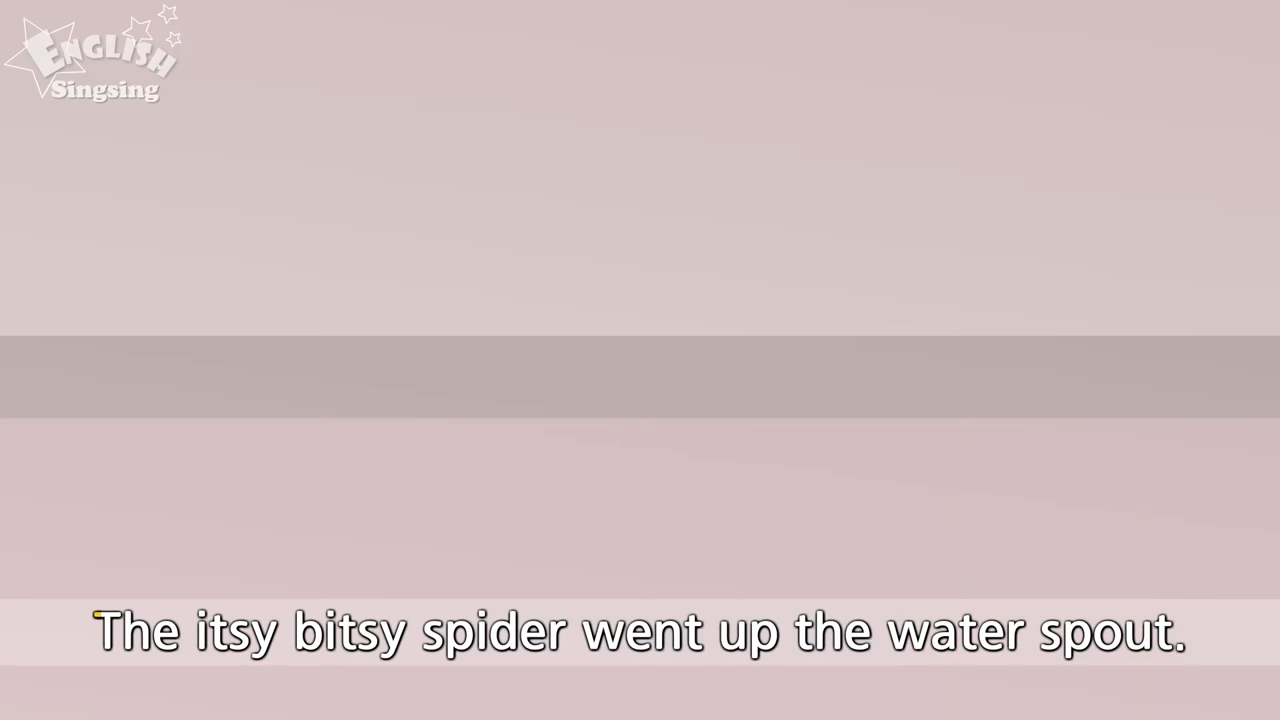 ENGLISH
Singsing
The itsy bitsy spider went up the water spout.